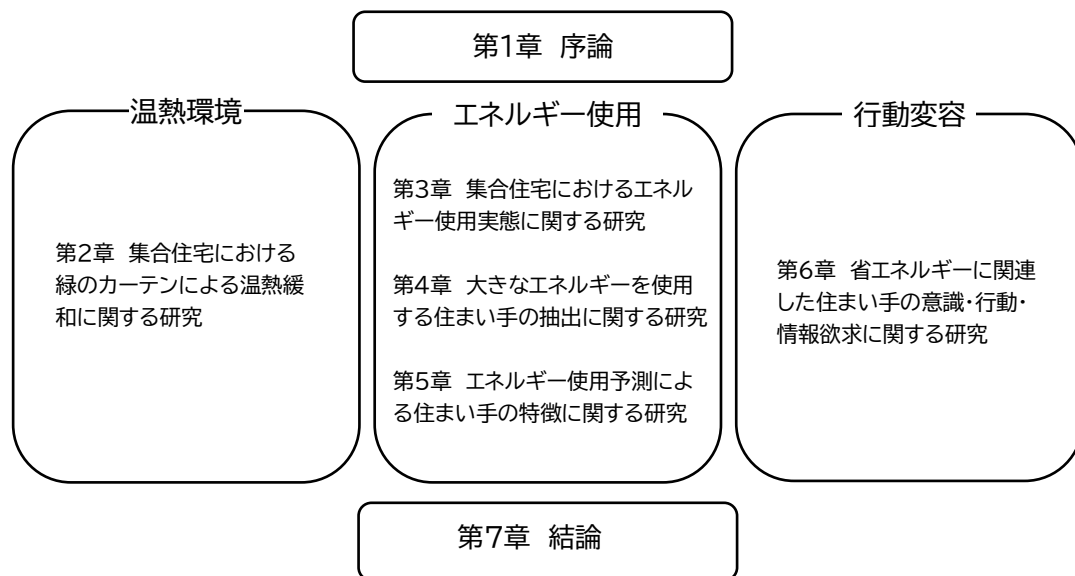 第1章 序論
温熱環境
第2章 集合住宅における
緑のカーテンによる温熱緩
和に関する研究
エネルギー使用
第3章 集合住宅におけるエネル
ギー使用実態に関する研究
第4章 大きなエネルギーを使用
する住まい手の抽出に関する研究
第5章 エネルギー使用予測によ
る住まい手の特徴に関する研究
行動変容
第6章 省エネルギーに関連
した住まい手の意識・行動・
情報欲求に関する研究
第7章 結論